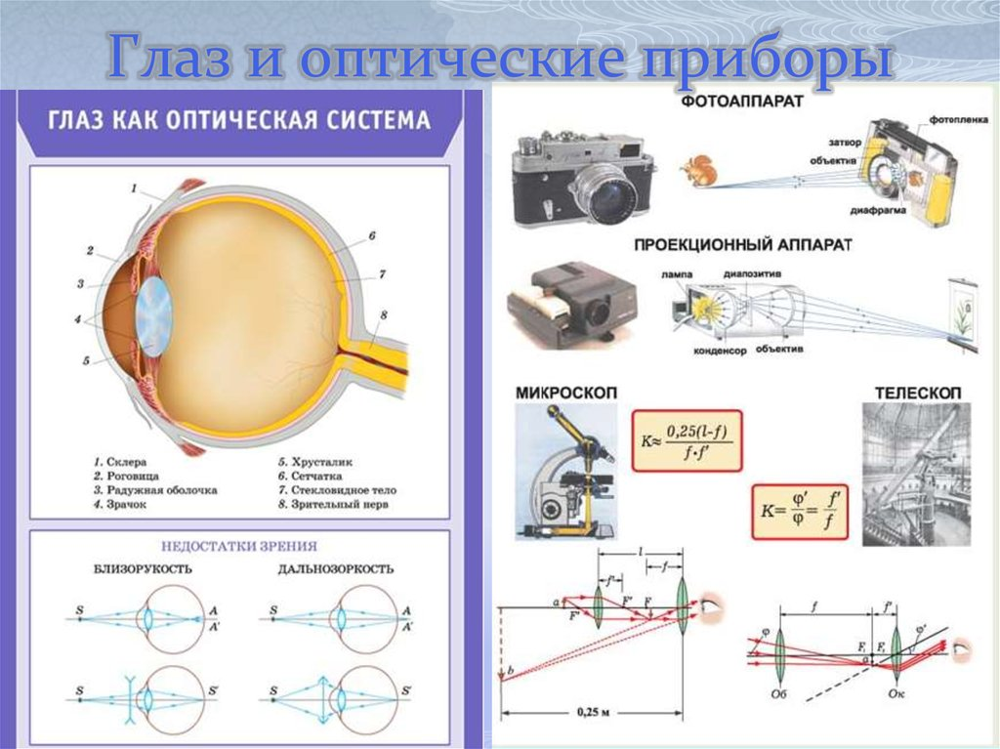 Глаз и оптические приборы
ГЛАЗ КАК ОПТИЧЕСКАЯ СИСТЕМА
1
2
3
4
5
6
7
8
1. Склера
2. Роговица
3. Радужная оболочка
4. Зрачок
5. Хрусталик
6. Сетчатка
7. Стекловидное тело
8. Зрительный нерв
НЕДОСТАТКИ ЗРЕНИЯ
БЛИЗОРУКОСТЬ
ДАЛЬНОЗОРКОСТЬ
S A A′
S A A′
S S′
S S′
ФОТОАППАРАТ
фотопленка
затвор
объектив
диафрагма
ПРОЕКЦИОННЫЙ АППАРАТ
лампа диапозитив
конденсор объектив
МИКРОСКОП
K≈ 0,25(l-f) / f•f′
ТЕЛЕСКОП
K= φ′/φ = f′/f
l
f
f′
a F′ F′ F
b
0,25 м
f f′
φ F₁ F₁ φ′
a
Об Ок